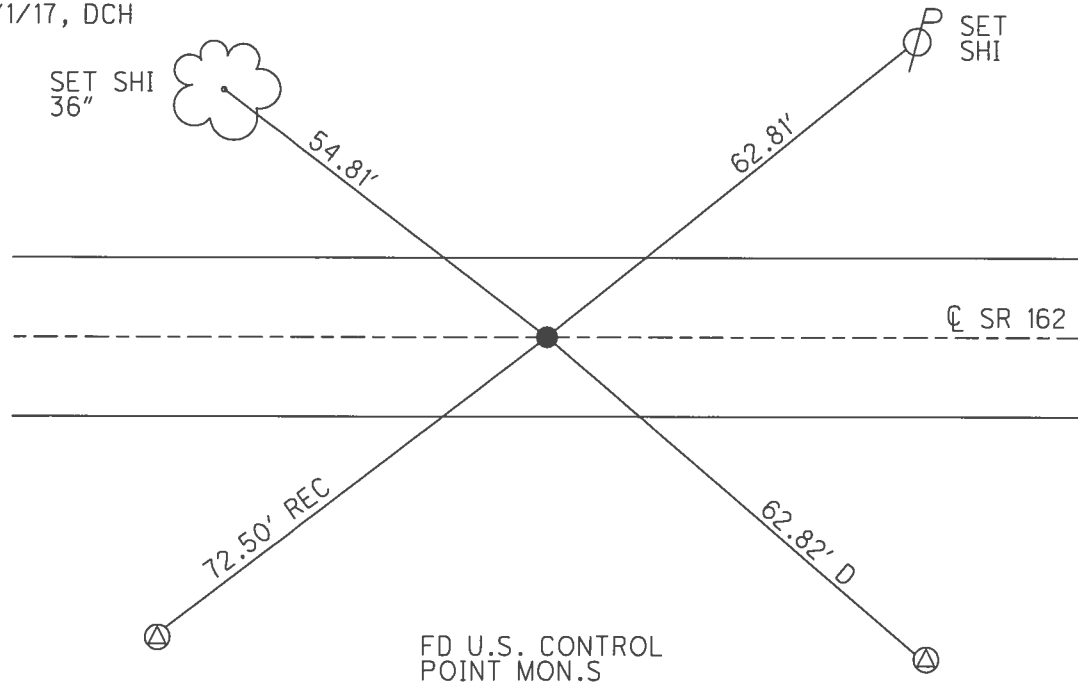 /1/17, DCH
SET SHI
36"
P
SET
SHI
54.81'
62.81'
℄ SR 162
72.50' REC
62.82' D
FD U.S. CONTROL
POINT MON.S